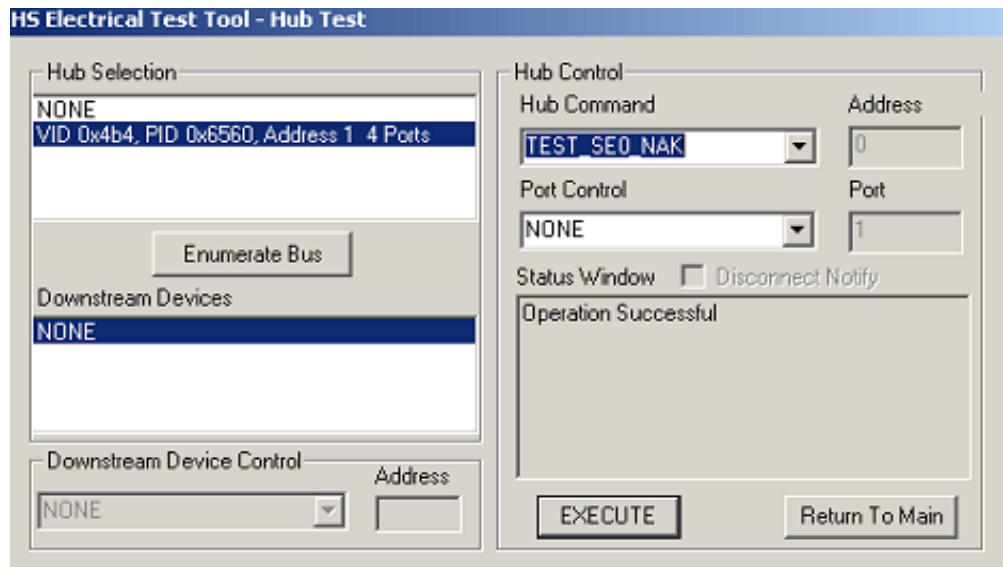 HS Electrical Test Tool - Hub Test
Hub Selection
NONE
VID 0x4b4, PID 0x6560, Address 1 4 Ports
Enumerate Bus
Downstream Devices
NONE
Downstream Device Control
Address
NONE
Hub Control
Hub Command
Address
TEST_SE0_NAK
0
Port Control
Port
NONE
1
Status Window
Disconnect Notify
Operation Successful
EXECUTE
Return To Main